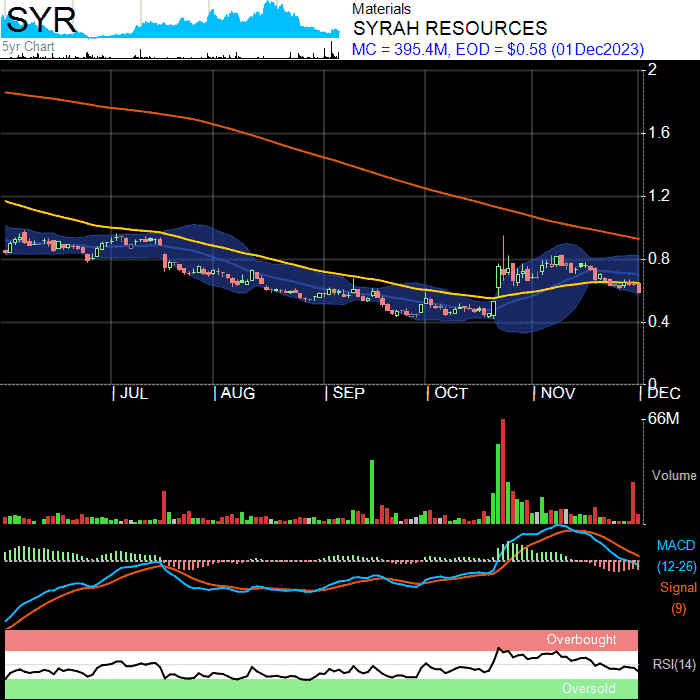 SYR
5yr Chart
Materials
SYRAH RESOURCES
MC = 395.4M, EOD = $0.58 (01Dec2023)
2
1.6
1.2
0.8
0.4
0
JUL AUG SEP OCT NOV DEC
66M
Volume
MACD
(12-26)
Signal
(9)
Overbought
RSI(14)
Oversold